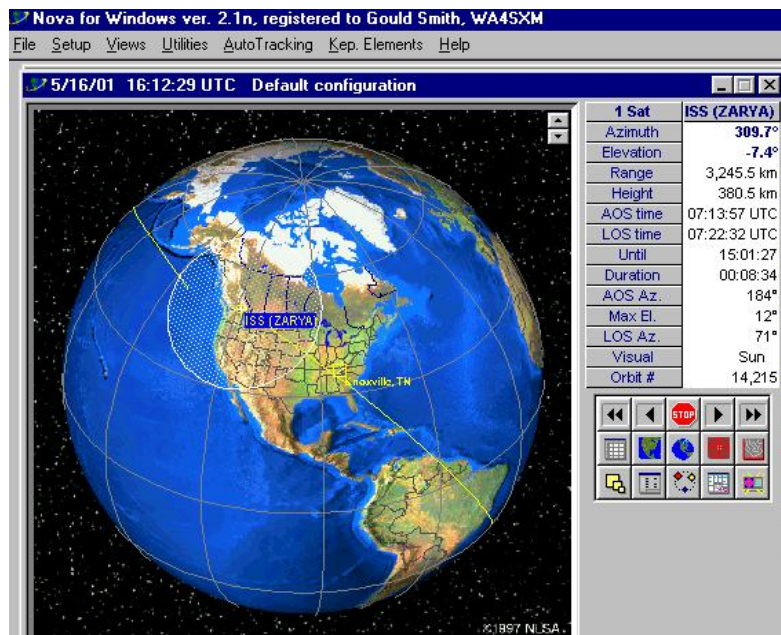 Nova for Windows ver. 2.1n, registered to Gould Smith, WA4SXM
File Setup Views Utilities AutoTracking Kep. Elements Help
5/16/01 16:12:29 UTC Default configuration
1 Sat ISS (ZARYA)
Azimuth 309.7°
Elevation -7.4°
Range 3,245.5 km
Height 380.5 km
AOS time 07:13:57 UTC
LOS time 07:22:32 UTC
Until 15:01:27
Duration 00:08:34
AOS Az. 184°
Max El. 12°
LOS Az. 71°
Visual Sun
Orbit # 14,215
ISS (ZARYA)
Knoxville, TN
STOP
©1997 NLSA